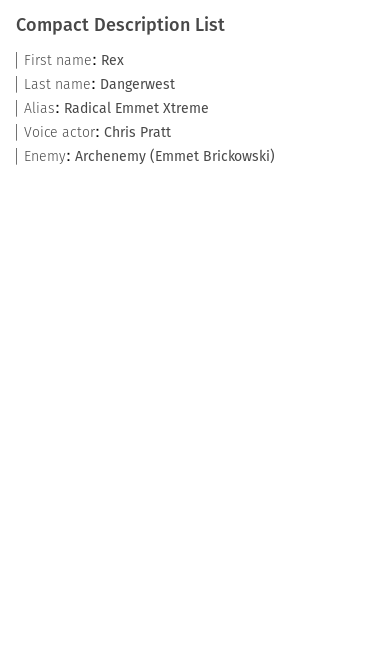 Compact Description List
First name: Rex
Last name: Dangerwest
Alias: Radical Emmet Xtreme
Voice actor: Chris Pratt
Enemy: Archenemy (Emmet Brickowski)